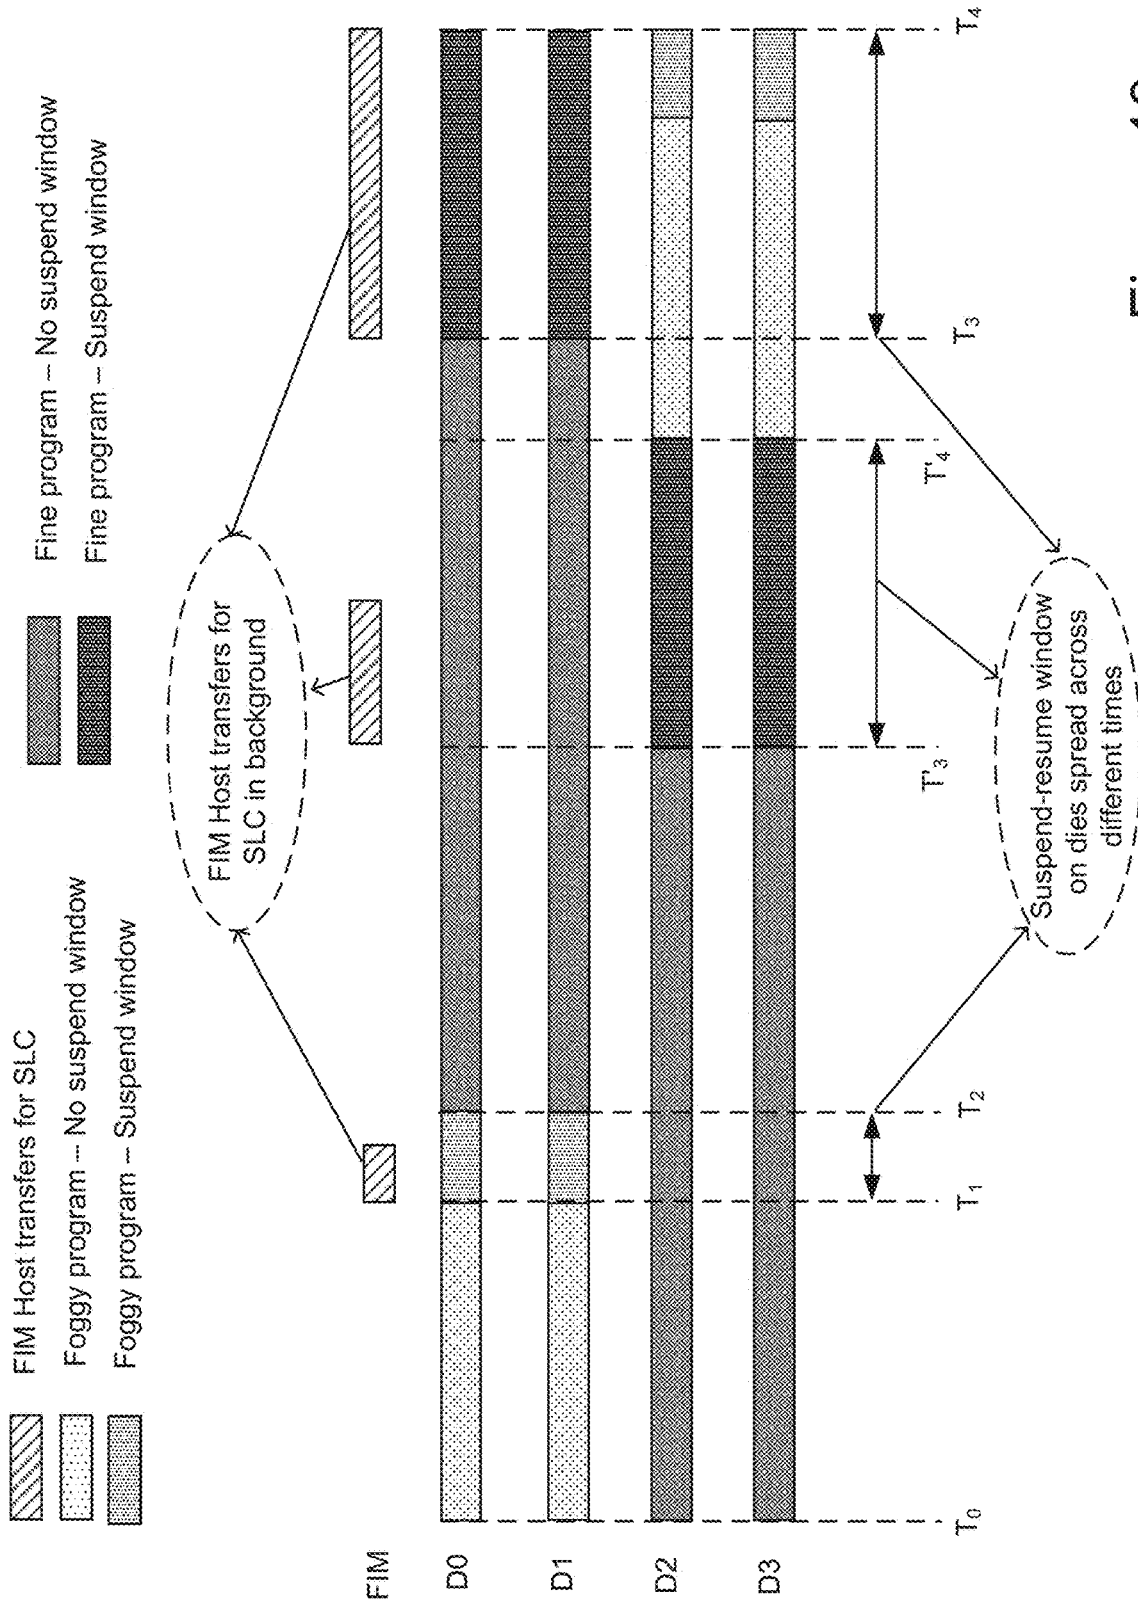 FIM Host transfers for SLC
Foggy program – No suspend window
Foggy program – Suspend window
Fine program – No suspend window
Fine program – Suspend window
FIM Host transfers for
SLC in background
FIM
D0
D1
D2
D3
T0
T1
T2
T'3
T'4
T3
T4
Suspend-resume window
on dies spread across
different times